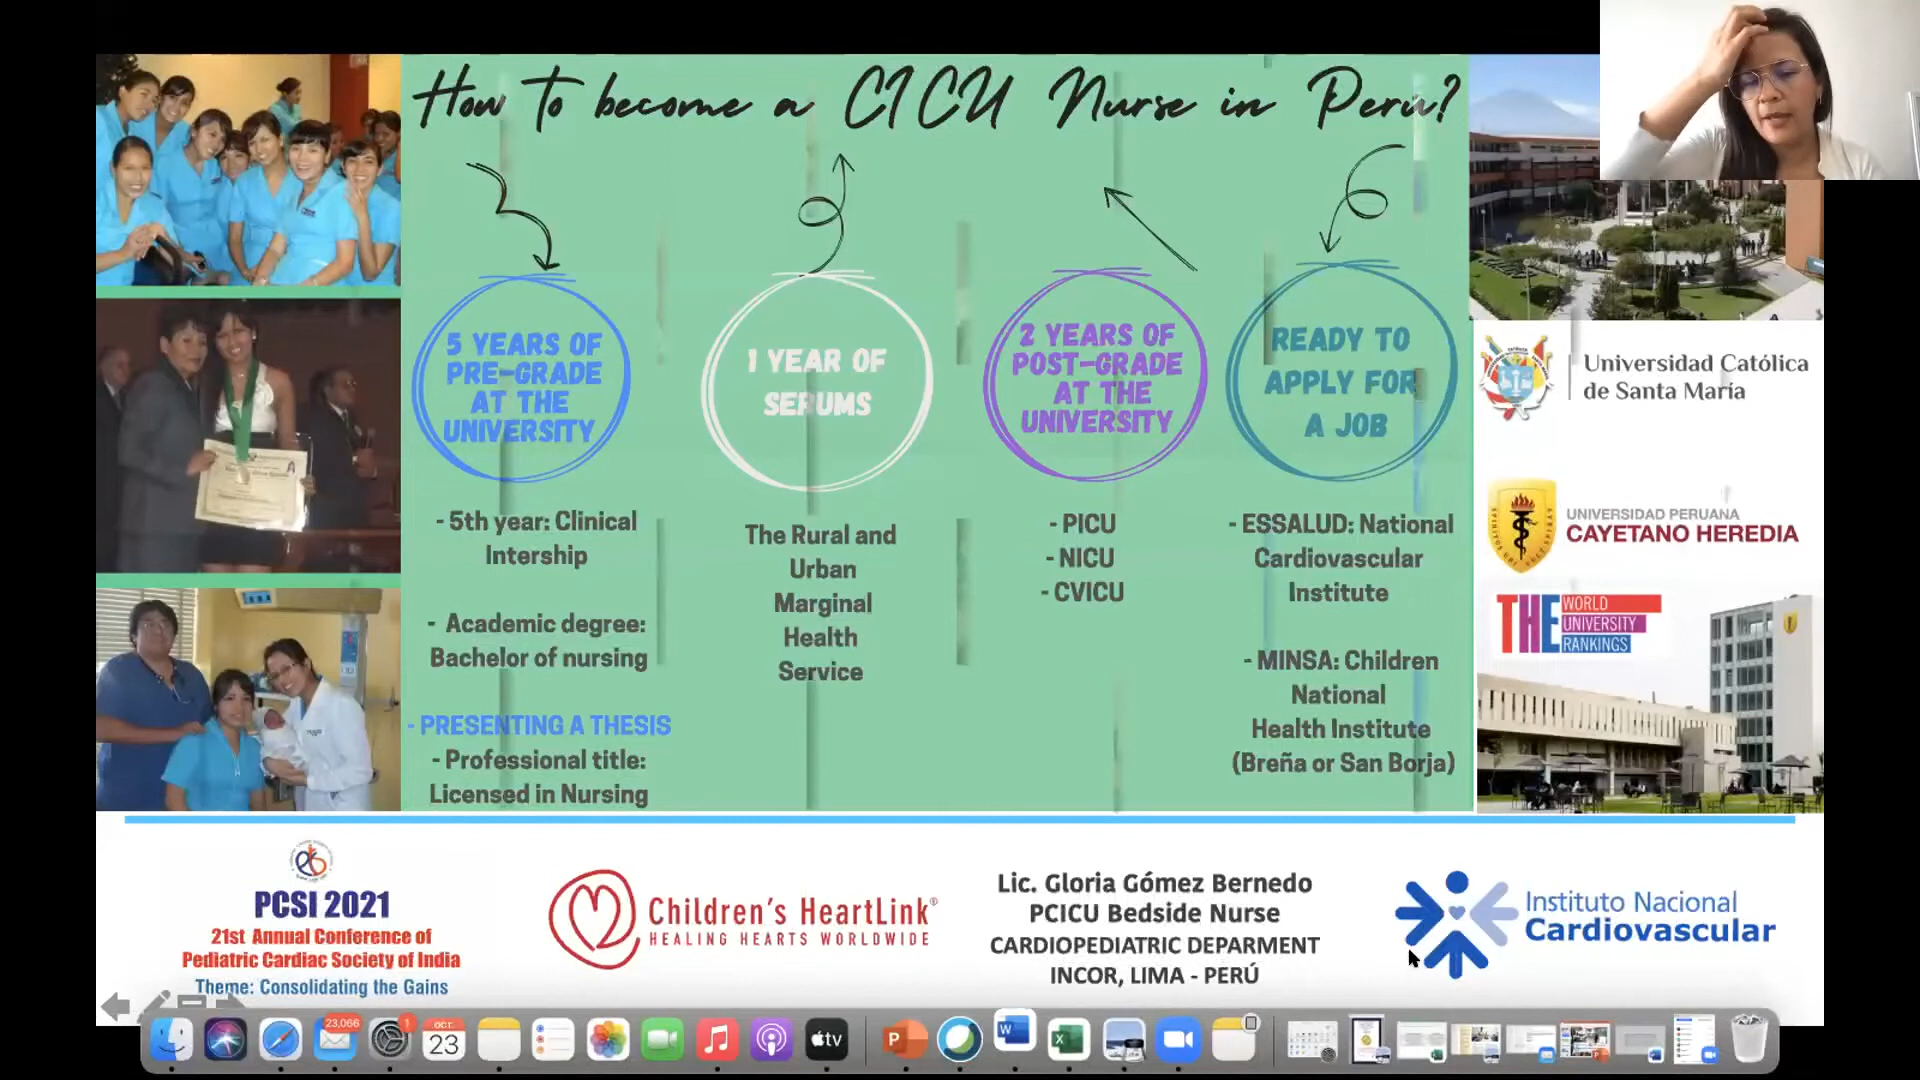 How to become a CICU Nurse in Peru?
5 YEARS OF
PRE-GRADE
AT THE
UNIVERSITY
- 5th year: Clinical
Intership
- Academic degree:
Bachelor of nursing
- PRESENTING A THESIS
- Professional title:
Licensed in Nursing
1 YEAR OF
SERUMS
The Rural and
Urban
Marginal
Health
Service
2 YEARS OF
POST-GRADE
AT THE
UNIVERSITY
- PICU
- NICU
- CVICU
READY TO
APPLY FOR
A JOB
- ESSALUD: National
Cardiovascular
Institute
- MINSA: Children
National
Health Institute
(Breña or San Borja)
Universidad Católica
de Santa María
UNIVERSIDAD PERUANA
CAYETANO HEREDIA
THE WORLD
UNIVERSITY
RANKINGS
PCSI 2021
21st Annual Conference of
Pediatric Cardiac Society of India
Theme: Consolidating the Gains
Children's HeartLink®
HEALING HEARTS WORLDWIDE
Lic. Gloria Gómez Bernedo
PCICU Bedside Nurse
CARDIOPEDIATRIC DEPARMENT
INCOR, LIMA - PERÚ
Instituto Nacional
Cardiovascular
23,066
1
OCT.
23
tv
P
W
X